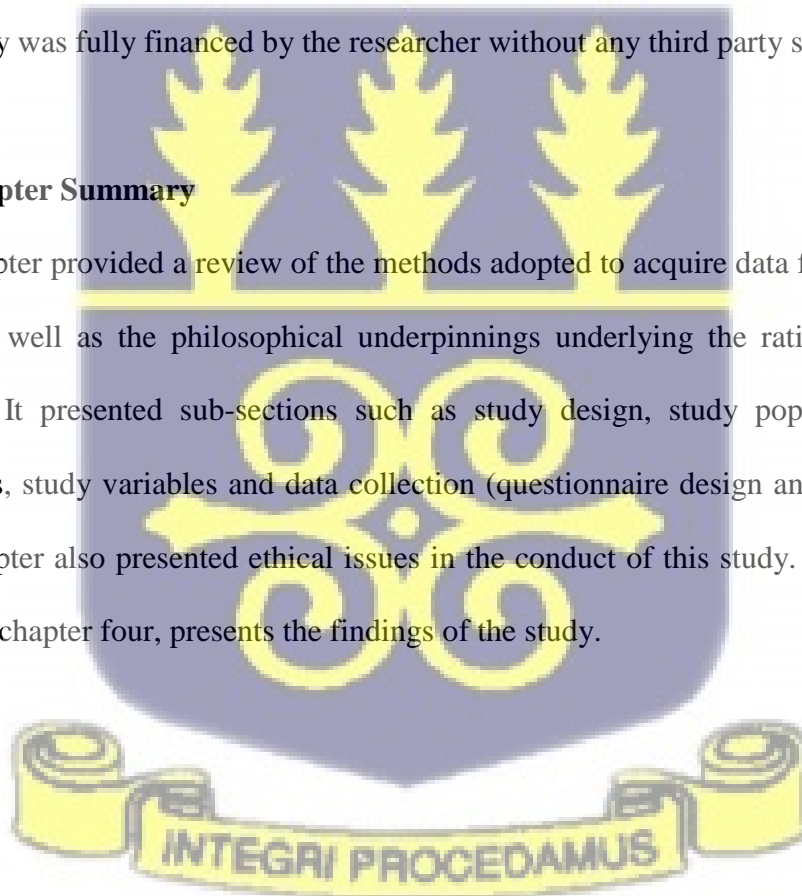 y was fully financed by the researcher without any third party s
pter Summary
pter provided a review of the methods adopted to acquire data f
well as the philosophical underpinnings underlying the rati
It presented sub-sections such as study design, study pop
s, study variables and data collection (questionnaire design an
pter also presented ethical issues in the conduct of this study.
chapter four, presents the findings of the study.
INTEGRI PROCEDAMUS